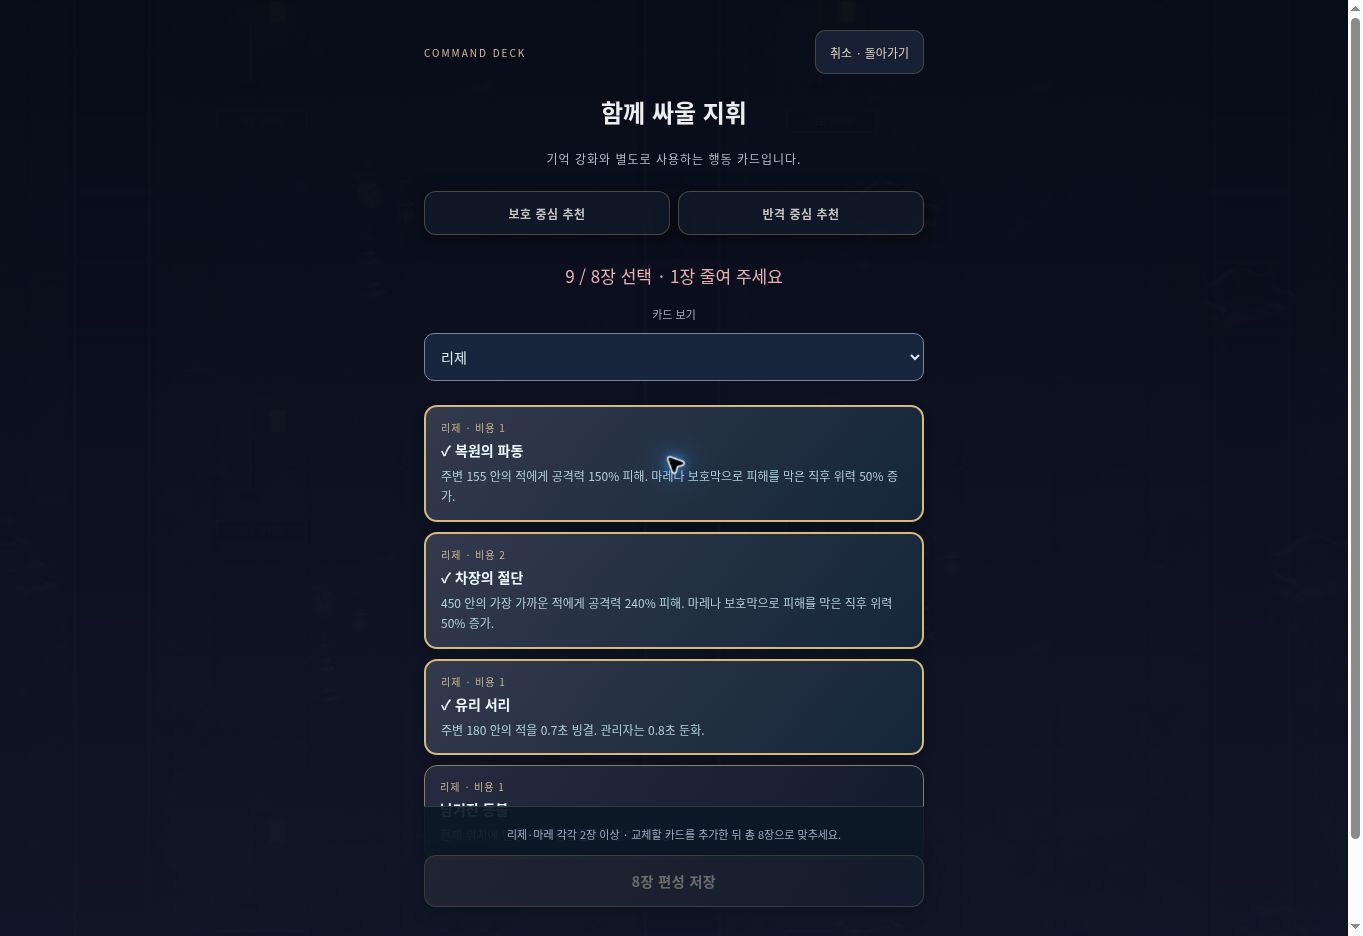 COMMAND DECK
취소 · 돌아가기
함께 싸울 지휘
기억 강화와 별도로 사용하는 행동 카드입니다.
보호 중심 추천
반격 중심 추천
9 / 8장 선택 · 1장 줄여 주세요
카드 보기
리제
리제 · 비용 1
✓ 복원의 파동
주변 155 안의 적에게 공격력 150% 피해. 마레나 보호막으로 피해를 막은 직후 위력 50% 증
가.
리제 · 비용 2
✓ 차장의 절단
450 안의 가장 가까운 적에게 공격력 240% 피해. 마레나 보호막으로 피해를 막은 직후 위력
50% 증가.
리제 · 비용 1
✓ 유리 서리
주변 180 안의 적을 0.7초 빙결. 관리자는 0.8초 둔화.
리제 · 비용 1
리제·마레 각각 2장 이상 · 교체할 카드를 추가한 뒤 총 8장으로 맞추세요.
8장 편성 저장